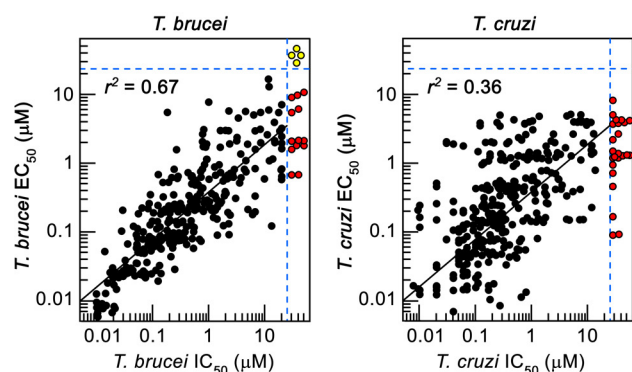 T. brucei
T. cruzi
r² = 0.67
r² = 0.36
T. brucei EC₅₀ (μM)
10
1
0.1
0.01
0.01 0.1 1 10
T. brucei IC₅₀ (μM)
T. cruzi EC₅₀ (μM)
10
1
0.1
0.01
0.01 0.1 1 10
T. cruzi IC₅₀ (μM)